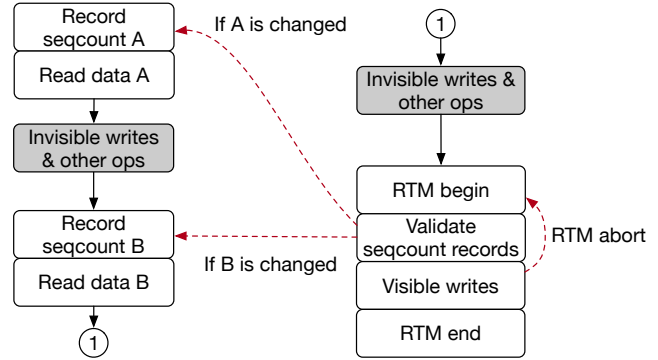 Record
seqcount A
Read data A
Invisible writes
& other ops
Record
seqcount B
Read data B
1
If A is changed
If B is changed
1
Invisible writes &
other ops
RTM begin
Validate
seqcount records
Visible writes
RTM end
RTM abort